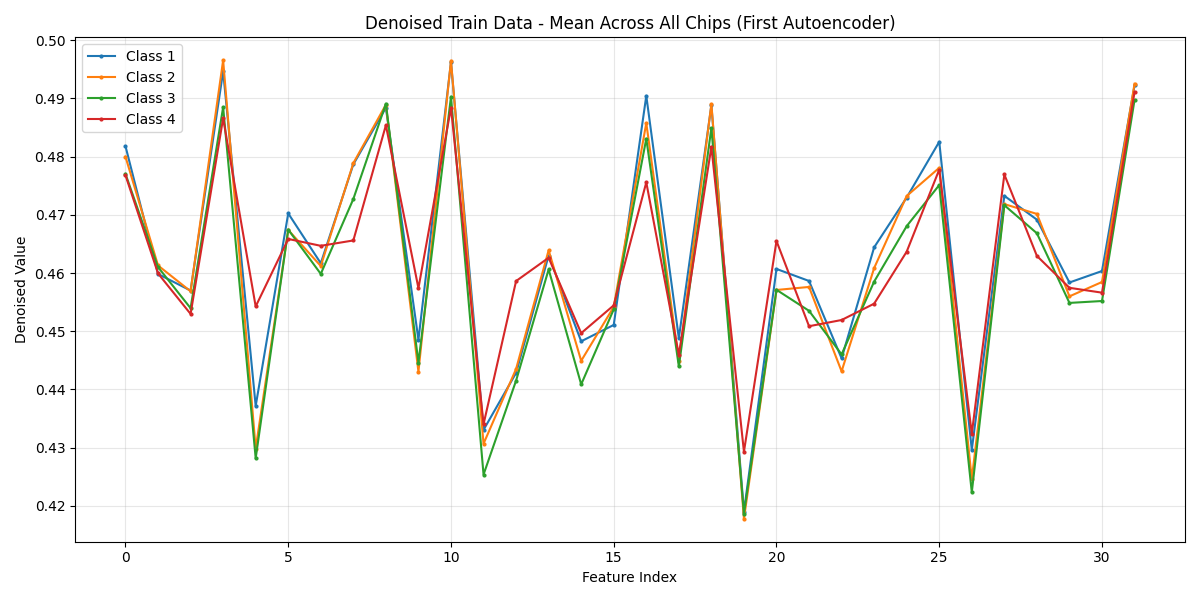 Denoised Train Data - Mean Across All Chips (First Autoencoder)
Class 1
Class 2
Class 3
Class 4
Denoised Value
0.50
0.49
0.48
0.47
0.46
0.45
0.44
0.43
0.42
0 5 10 15 20 25 30
Feature Index